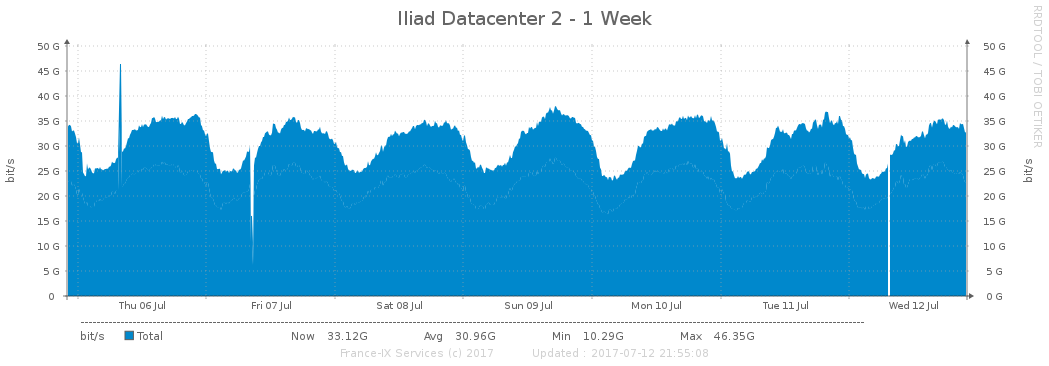 Iliad Datacenter 2 - 1 Week
RRDTOOL / TOBI OETIKER
50 G 50 G
45 G 45 G
40 G 40 G
35 G 35 G
30 G 30 G
25 G 25 G
20 G 20 G
15 G 15 G
10 G 10 G
5 G 5 G
0 0 G
bit/s bit/s
Thu 06 Jul Fri 07 Jul Sat 08 Jul Sun 09 Jul Mon 10 Jul Tue 11 Jul Wed 12 Jul
bit/s Total Now 33.12G Avg 30.96G Min 10.29G Max 46.35G
France-IX Services (c) 2017 Updated : 2017-07-12 21:55:08